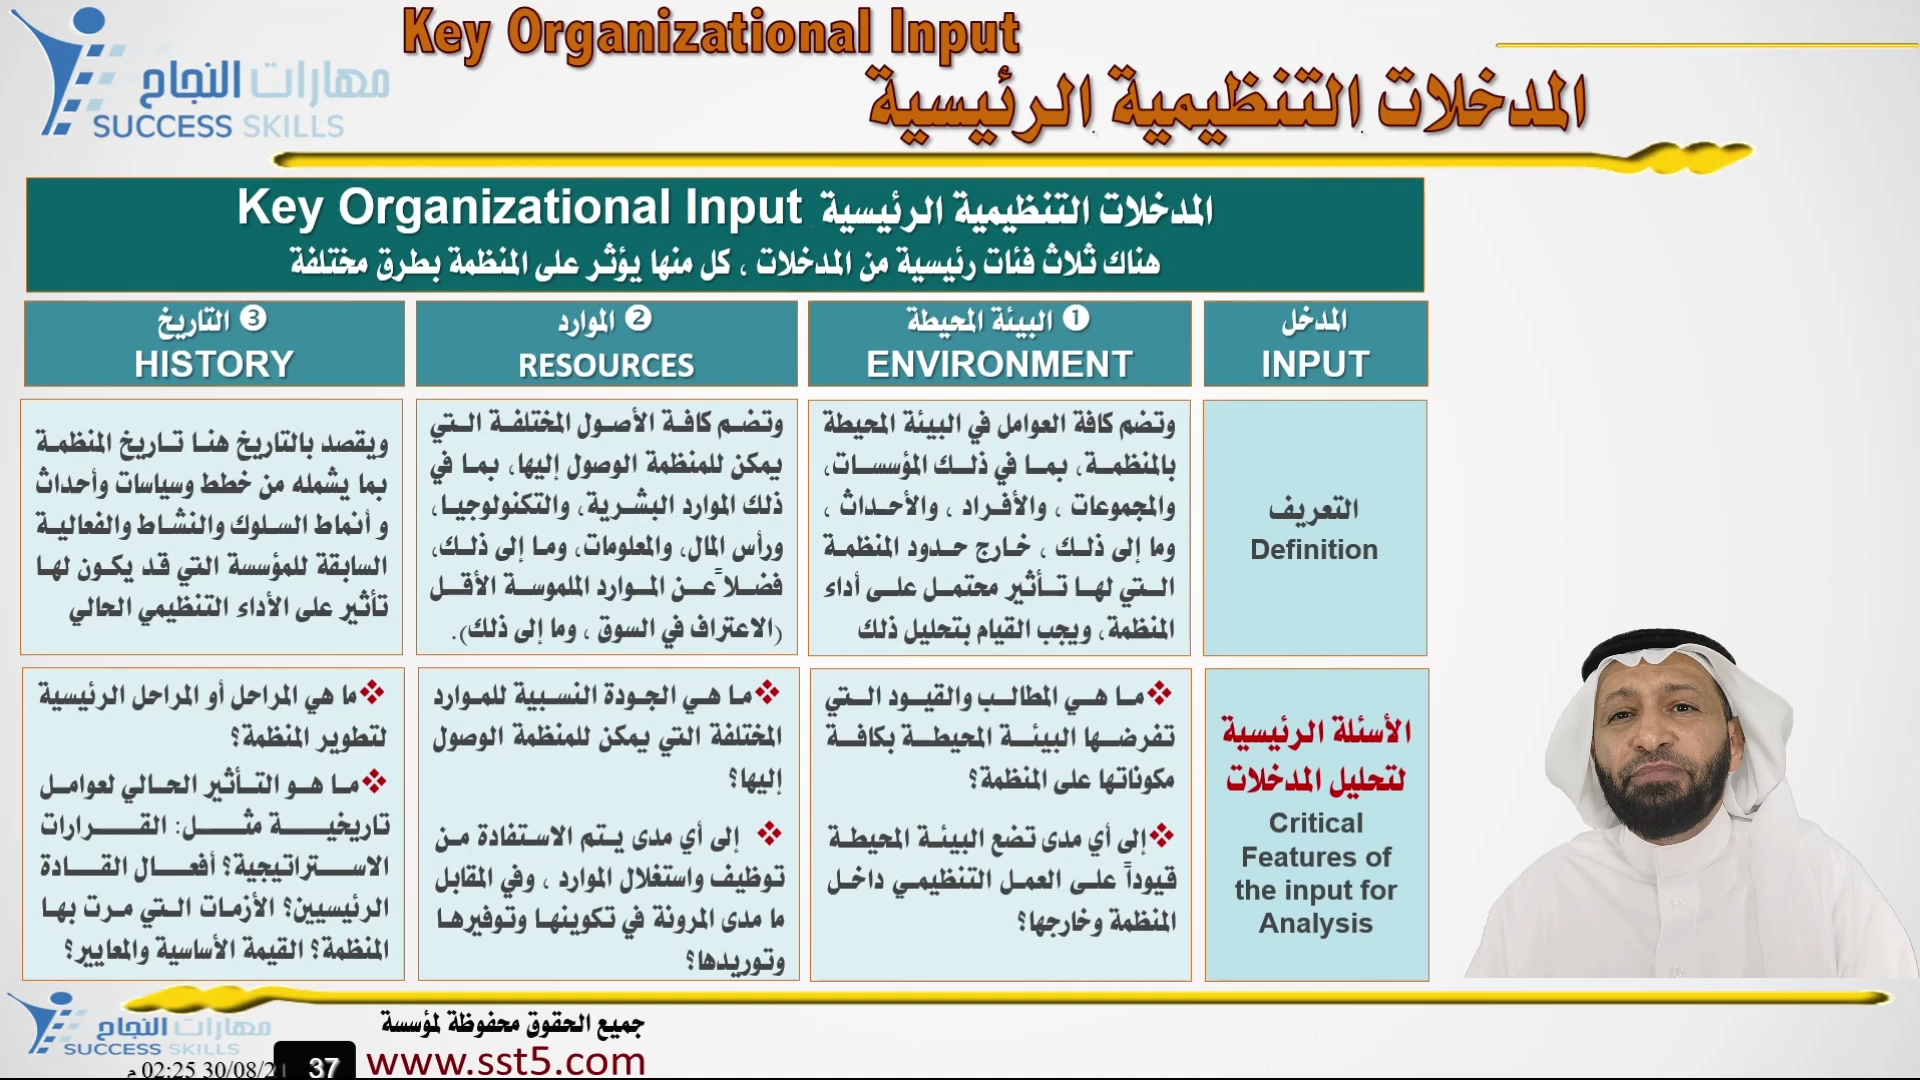 Key Organizational Input
مهارات النجاح
SUCCESS SKILLS
المدخلات التنظيمية الرئيسية
المدخلات التنظيمية الرئيسية Key Organizational Input
هناك ثلاث فئات رئيسية من المدخلات ، كل منها يؤثر على المنظمة بطرق مختلفة
المدخل
INPUT
❶ البيئة المحيطة
ENVIRONMENT
❷ الموارد
RESOURCES
❸ التاريخ
HISTORY
التعريف
Definition
وتضم كافة العوامل في البيئة المحيطة
بالمنظمة، بما في ذلك المؤسسات،
والمجموعات ، والأفراد ، والأحداث ،
وما إلى ذلك ، خارج حدود المنظمة
التي لها تأثير محتمل على أداء
المنظمة، ويجب القيام بتحليل ذلك
وتضم كافة الأصول المختلفة التي
يمكن للمنظمة الوصول إليها، بما في
ذلك الموارد البشرية، والتكنولوجيا،
ورأس المال، والمعلومات، وما إلى ذلك،
فضلاً عن الموارد الملموسة الأقل
(الاعتراف في السوق ، وما إلى ذلك).
ويقصد بالتاريخ هنا تاريخ المنظمة
بما يشمله من خطط وسياسات وأحداث
و أنماط السلوك والنشاط والفعالية
السابقة للمؤسسة التي قد يكون لها
تأثير على الأداء التنظيمي الحالي
الأسئلة الرئيسية
لتحليل المدخلات
Critical
Features of
the input for
Analysis
❖ما هي المطالب والقيود التي
تفرضها البيئة المحيطة بكافة
مكوناتها على المنظمة؟
❖إلى أي مدى تضع البيئة المحيطة
قيوداً على العمل التنظيمي داخل
المنظمة وخارجها؟
❖ما هي الجودة النسبية للموارد
المختلفة التي يمكن للمنظمة الوصول
إليها؟
❖ إلى أي مدى يتم الاستفادة من
توظيف واستغلال الموارد ، وفي المقابل
ما مدى المرونة في تكوينها وتوفيرها
وتوريدها؟
❖ما هي المراحل أو المراحل الرئيسية
لتطوير المنظمة؟
❖ما هو التأثير الحالي لعوامل
تاريخية مثل: القرارات
الاستراتيجية؟ أفعال القادة
الرئيسيين؟ الأزمات التي مرت بها
المنظمة؟ القيمة الأساسية والمعايير؟
مهارات النجاح
SUCCESS SKILLS
جميع الحقوق محفوظة لمؤسسة
www.sst5.com
37
02:25 م